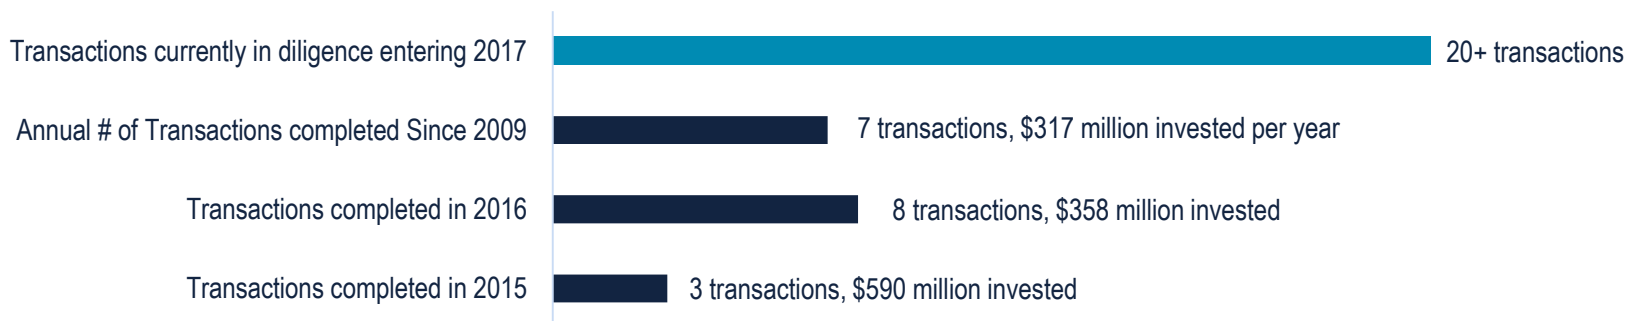 Transactions currently in diligence entering 2017
20+ transactions
Annual # of Transactions completed Since 2009
7 transactions, $317 million invested per year
Transactions completed in 2016
8 transactions, $358 million invested
Transactions completed in 2015
3 transactions, $590 million invested